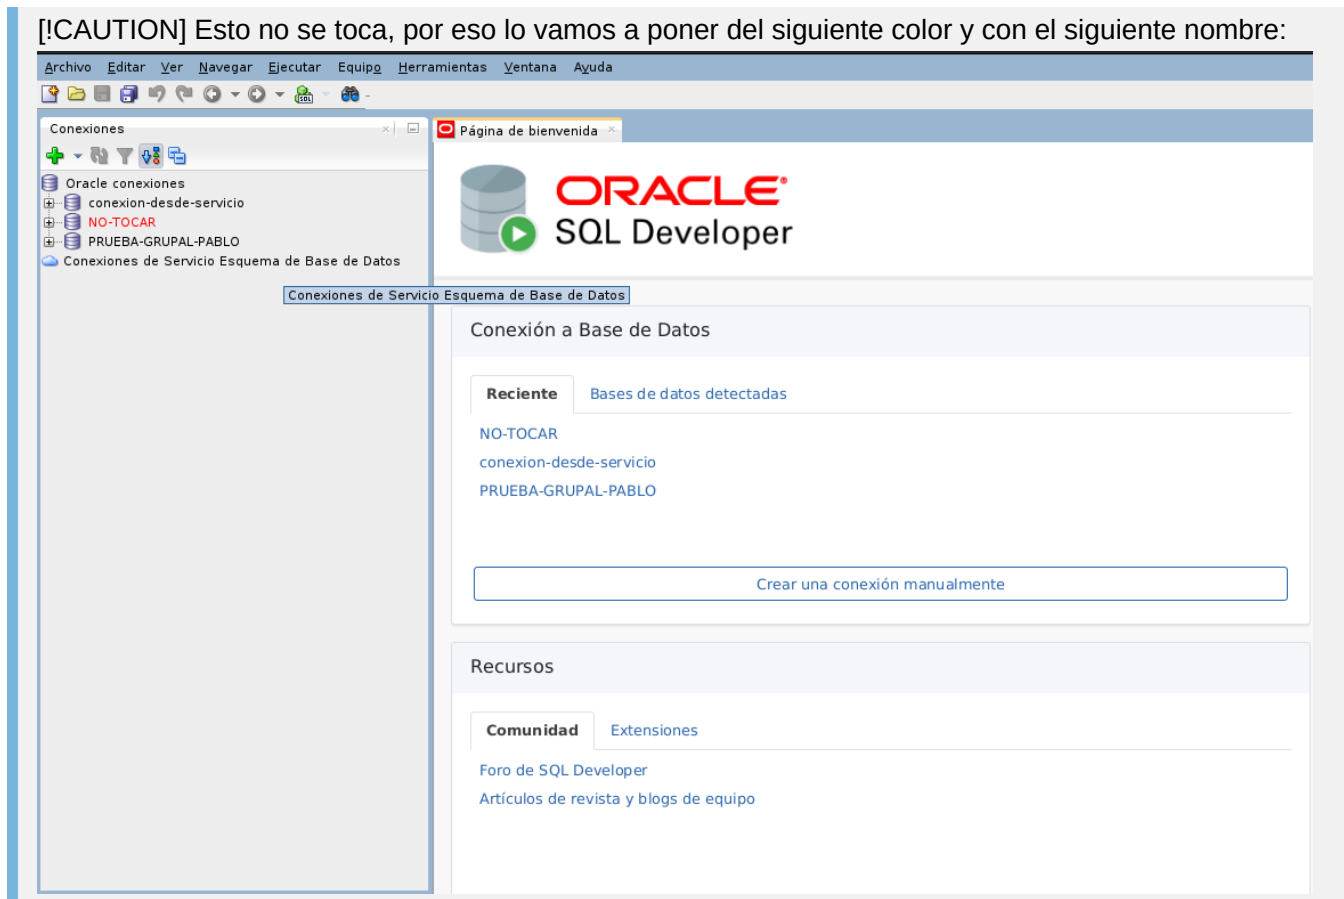 [!CAUTION] Esto no se toca, por eso lo vamos a poner del siguiente color y con el siguiente nombre:
Archivo Editar Ver Navegar Ejecutar Equipo Herramientas Ventana Ayuda
Conexiones
Oracle conexiones
conexion-desde-servicio
NO-TOCAR
PRUEBA-GRUPAL-PABLO
Conexiones de Servicio Esquema de Base de Datos
Conexiones de Servicio Esquema de Base de Datos
Página de bienvenida
ORACLE
SQL Developer
Conexión a Base de Datos
Reciente Bases de datos detectadas
NO-TOCAR
conexion-desde-servicio
PRUEBA-GRUPAL-PABLO
Crear una conexión manualmente
Recursos
Comunidad Extensiones
Foro de SQL Developer
Artículos de revista y blogs de equipo